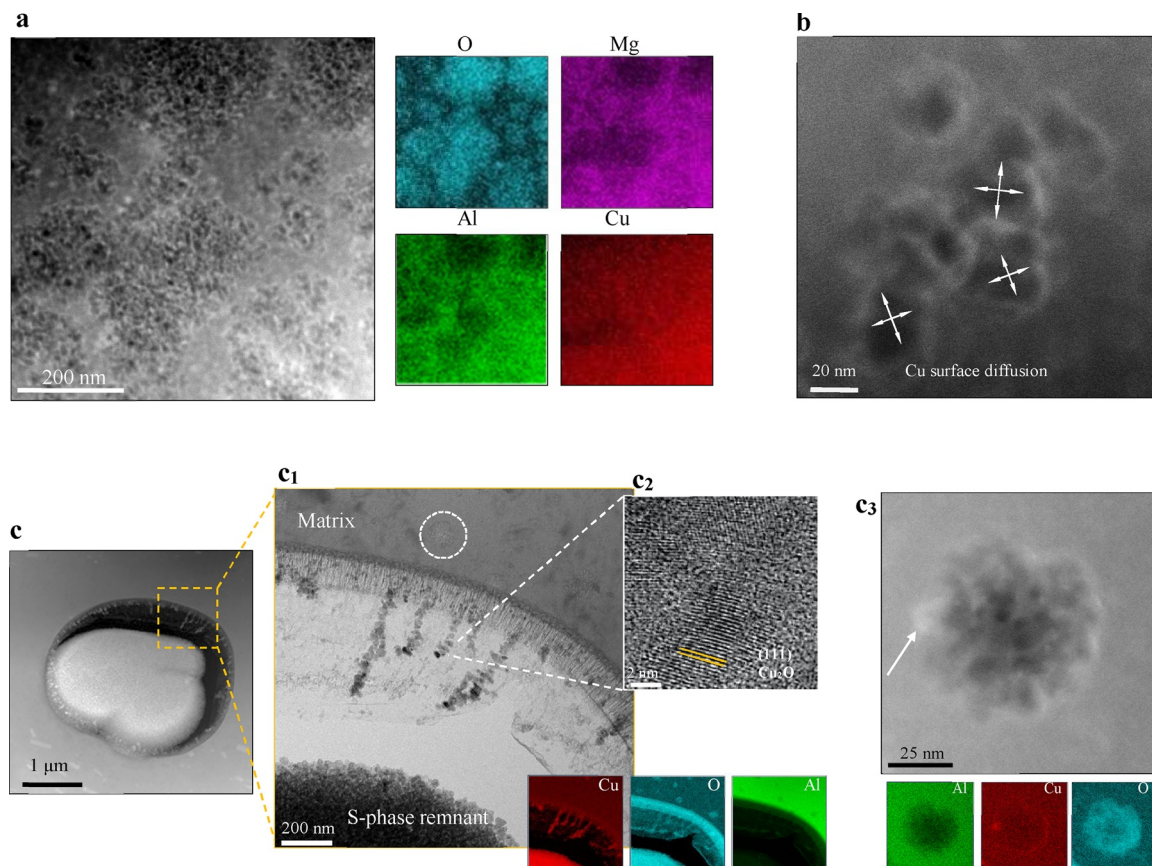 a
O
Mg
Al
Cu
200 nm
b
20 nm
Cu surface diffusion
c
1 μm
c1
Matrix
S-phase remnant
200 nm
c2
(111)
Cu2O
2 nm
Cu
O
Al
c3
25 nm
Al
Cu
O